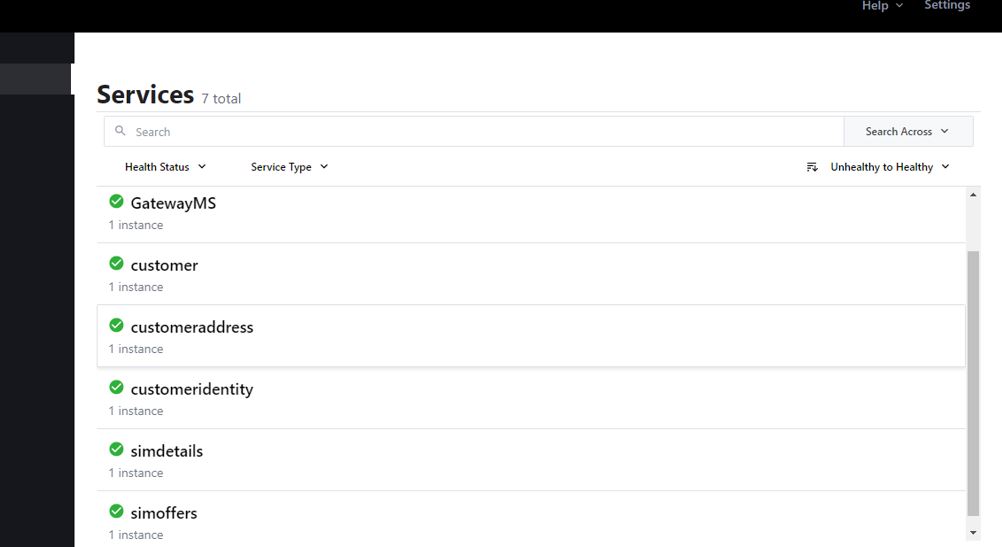 Help Settings
Services 7 total
Search Search Across
Health Status Service Type Unhealthy to Healthy
GatewayMS
1 instance
customer
1 instance
customeraddress
1 instance
customeridentity
1 instance
simdetails
1 instance
simoffers
1 instance